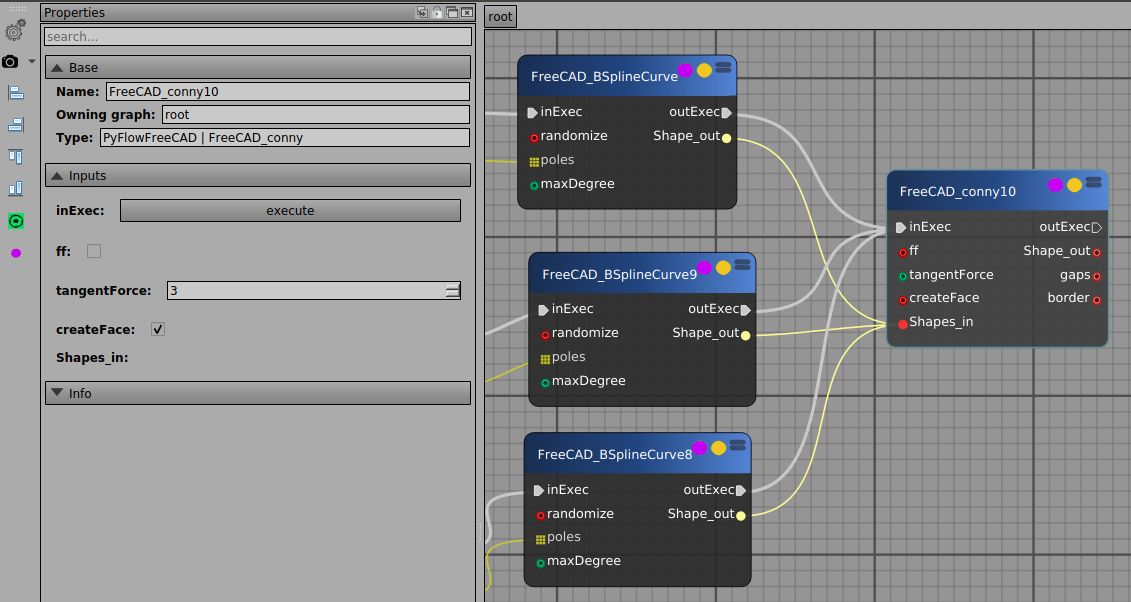 Properties
search...
Base
Name: FreeCAD_conny10
Owning graph: root
Type: PyFlowFreeCAD | FreeCAD_conny
Inputs
inExec: execute
ff:
tangentForce: 3
createFace:
Shapes_in:
Info
root
FreeCAD_BSplineCurve
inExec outExec
randomize Shape_out
poles
maxDegree
FreeCAD_BSplineCurve9
inExec outExec
randomize Shape_out
poles
maxDegree
FreeCAD_BSplineCurve8
inExec outExec
randomize Shape_out
poles
maxDegree
FreeCAD_conny10
inExec outExec
ff Shape_out
tangentForce gaps
createFace border
Shapes_in